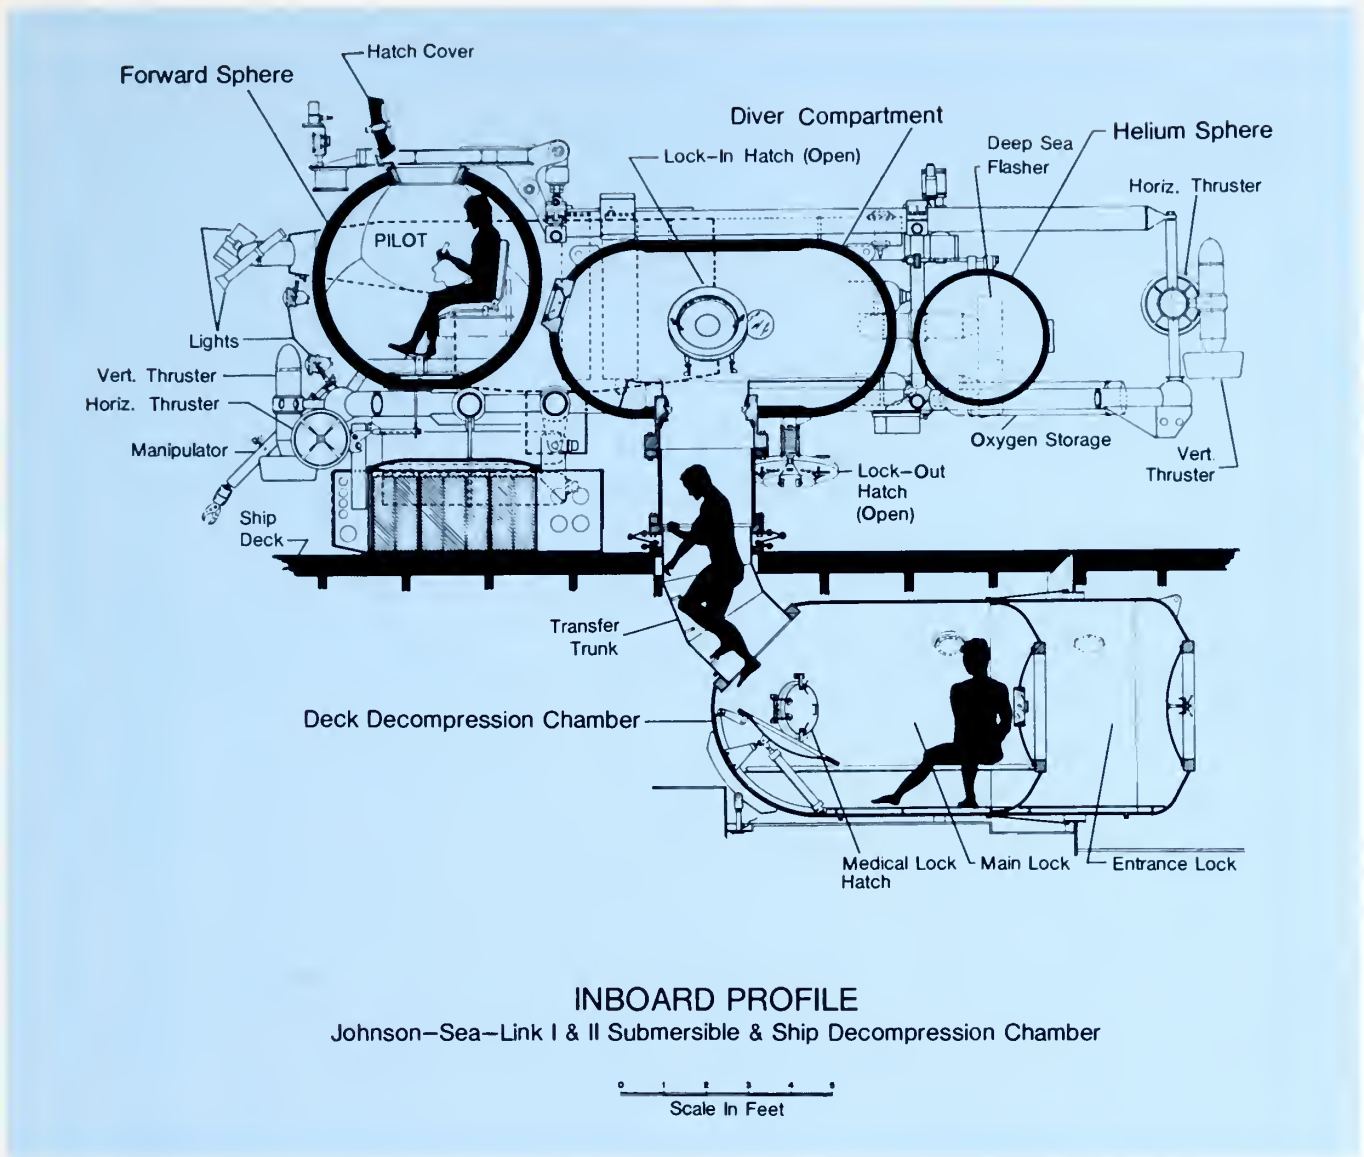 Hatch Cover
Forward Sphere
Diver Compartment
Helium Sphere
Deep Sea
Flasher
Lock-In Hatch (Open)
Horiz. Thruster
PILOT
Lights
Vert. Thruster
Horiz. Thruster
Manipulator
Oxygen Storage
Vert.
Thruster
Lock-Out
Hatch
(Open)
Ship
Deck
Transfer
Trunk
Deck Decompression Chamber
Medical Lock
Hatch
Main Lock
Entrance Lock
INBOARD PROFILE
Johnson-Sea-Link I & II Submersible & Ship Decompression Chamber
0 1 2 3 4 5
Scale In Feet